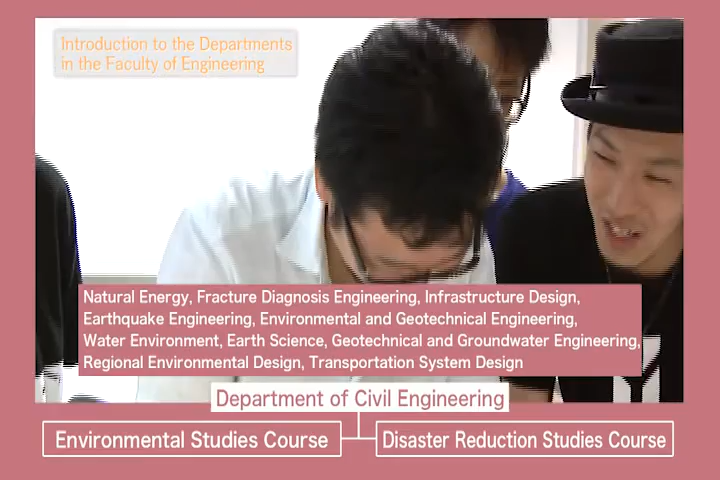 Introduction to the Departments
in the Faculty of Engineering
Natural Energy, Fracture Diagnosis Engineering, Infrastructure Design,
Earthquake Engineering, Environmental and Geotechnical Engineering,
Water Environment, Earth Science, Geotechnical and Groundwater Engineering,
Regional Environmental Design, Transportation System Design
Department of Civil Engineering
Environmental Studies Course
Disaster Reduction Studies Course